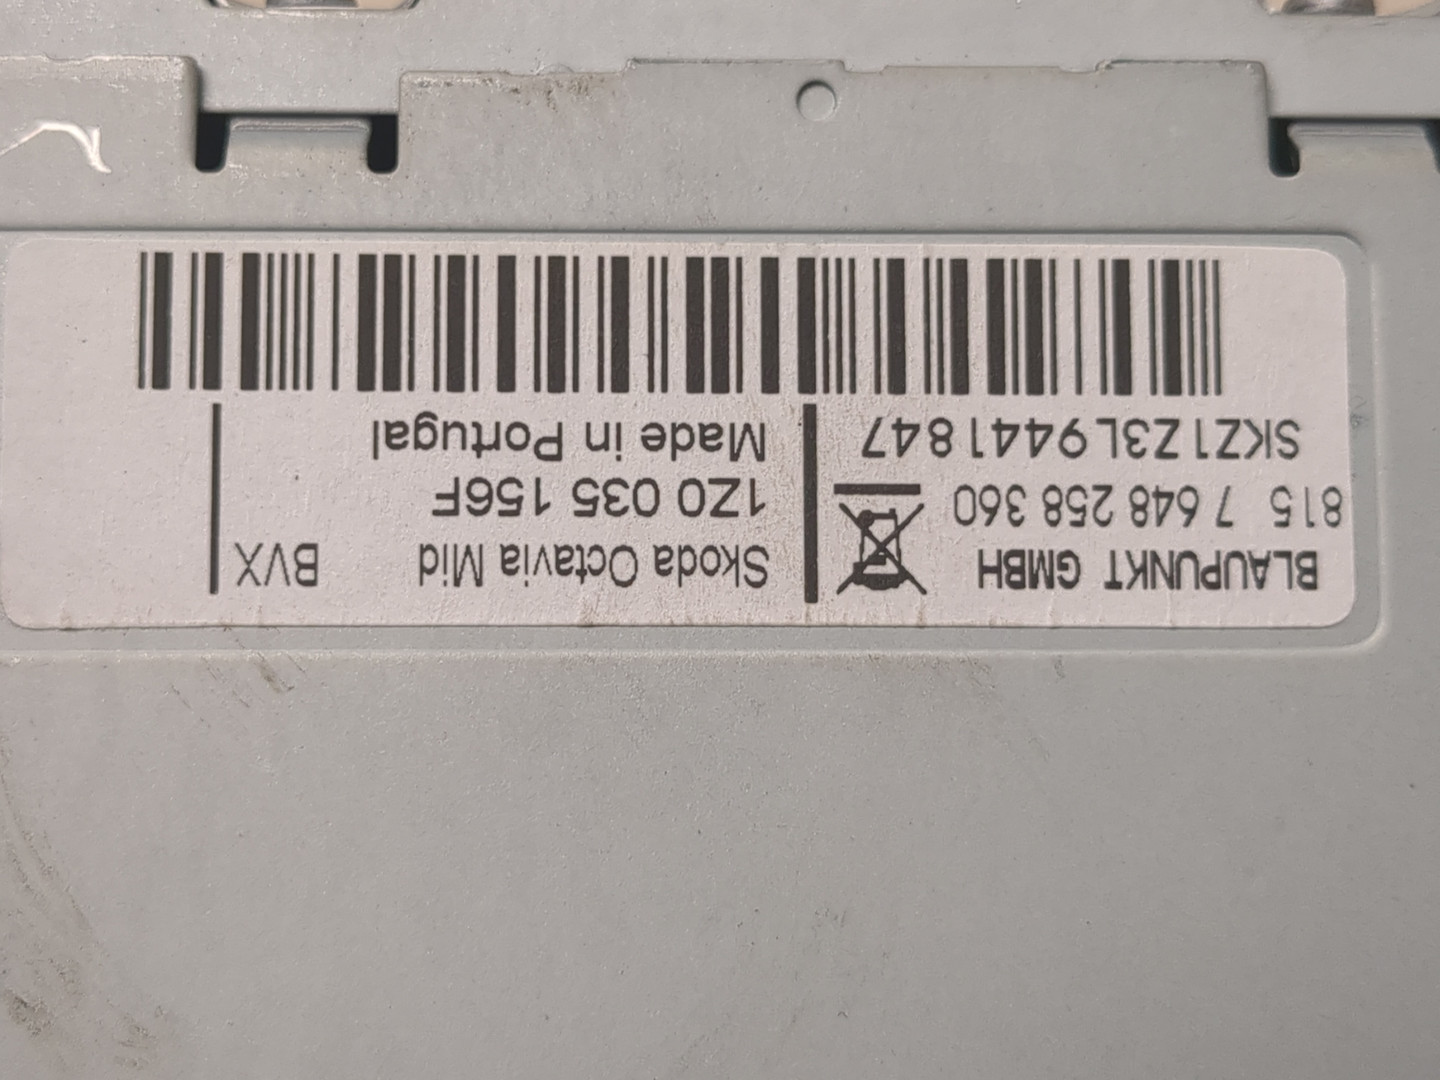 BLAUPUNKT GMBH
815 7 648 258 360
SKZ1Z3L9441847
Skoda Octavia Mid BVX
1Z0 035 156F
Made in Portugal